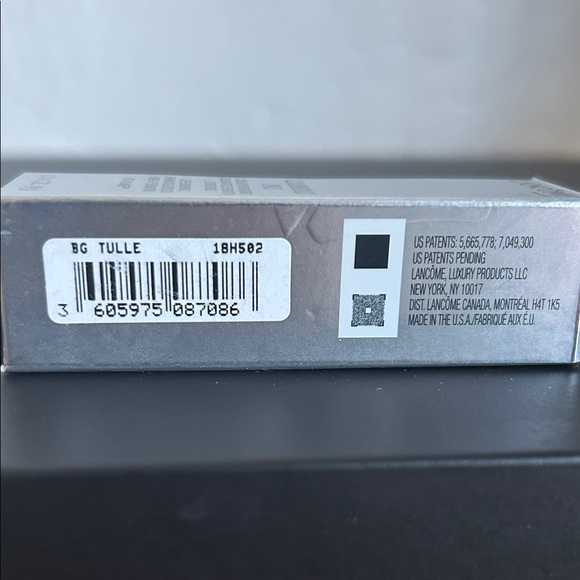 BG TULLE 18H502
3 605975 087086
US PATENTS: 5,665,778; 7,049,300
US PATENTS PENDING
LANCÔME, LUXURY PRODUCTS LLC
NEW YORK, NY 10017
DIST. LANCÔME CANADA, MONTRÉAL H4T 1K5
MADE IN THE U.S.A./FABRIQUÉ AUX É.U.